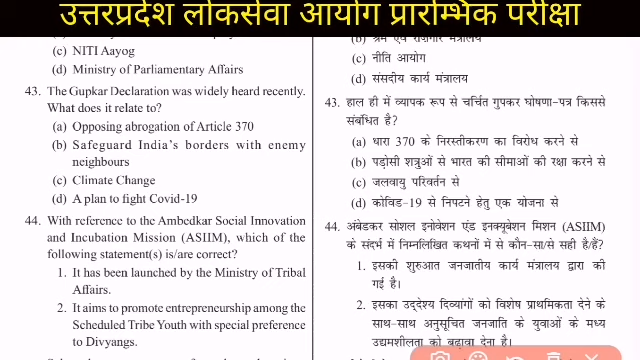 उत्तरप्रदेश लोकसेवा आयोग प्रारम्भिक परीक्षा
(c) NITI Aayog
(d) Ministry of Parliamentary Affairs
43. The Gupkar Declaration was widely heard recently.
What does it relate to?
(a) Opposing abrogation of Article 370
(b) Safeguard India's borders with enemy
neighbours
(c) Climate Change
(d) A plan to fight Covid-19
44. With reference to the Ambedkar Social Innovation
and Incubation Mission (ASIIM), which of the
following statement(s) is/are correct?
1. It has been launched by the Ministry of Tribal
Affairs.
2. It aims to promote entrepreneurship among the
Scheduled Tribe Youth with special preference
to Divyangs.
(b) श्रम एवं रोज़गार मंत्रालय
(c) नीति आयोग
(d) संसदीय कार्य मंत्रालय
43. हाल ही में व्यापक रूप से चर्चित गुपकर घोषणा-पत्र किससे
संबंधित है?
(a) धारा 370 के निरस्तीकरण का विरोध करने से
(b) पड़ोसी शत्रुओं से भारत की सीमाओं की रक्षा करने से
(c) जलवायु परिवर्तन से
(d) कोविड-19 से निपटने हेतु एक योजना से
44. अंबेडकर सोशल इनोवेशन एंड इनक्यूबेशन मिशन (ASIIM)
के संदर्भ में निम्नलिखित कथनों में से कौन-सा/से सही है/हैं?
1. इसकी शुरुआत जनजातीय कार्य मंत्रालय द्वारा की
गई है।
2. इसका उद्देश्य दिव्यांगों को विशेष प्राथमिकता देने के
साथ-साथ अनुसूचित जनजाति के युवाओं के मध्य
उद्यमशीलता को बढ़ावा देना है।